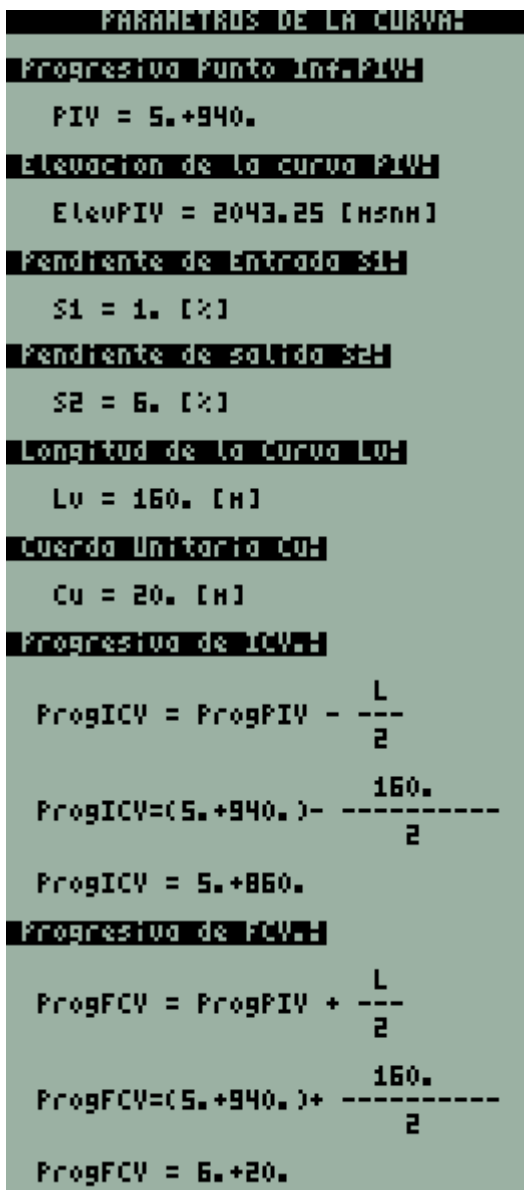 PARAMETROS DE LA CURVA:
Progresiva Punto Inf.PIV:
PIV = 5.+940.
Elevacion de la curva PIV:
ElevPIV = 2043.25 [msnm]
Pendiente de Entrada S1:
S1 = 1. [%]
Pendiente de salida S2:
S2 = 6. [%]
Longitud de la Curva Lv:
Lv = 160. [m]
Cuerda Unitaria Cu:
Cu = 20. [m]
Progresiva de ICV.:
L
ProgICV = ProgPIV - ---
2
160.
ProgICV=(5.+940.)- ----------
2
ProgICV = 5.+860.
Progresiva de FCV.:
L
ProgFCV = ProgPIV + ---
2
160.
ProgFCV=(5.+940.)+ ----------
2
ProgFCV = 6.+20.